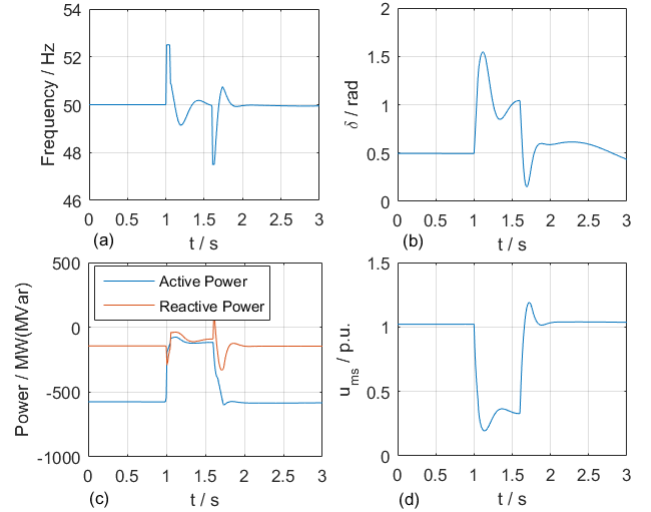 54
52
50
48
46
Frequency / Hz
0 0.5 1 1.5 2 2.5 3
(a) t / s
2
1.5
1
0.5
0
δ / rad
0 0.5 1 1.5 2 2.5 3
(b) t / s
500
0
-500
-1000
Power / MW(MVar)
Active Power
Reactive Power
0 0.5 1 1.5 2 2.5 3
(c) t / s
1.5
1
0.5
0
u_ms / p.u.
0 0.5 1 1.5 2 2.5 3
(d) t / s